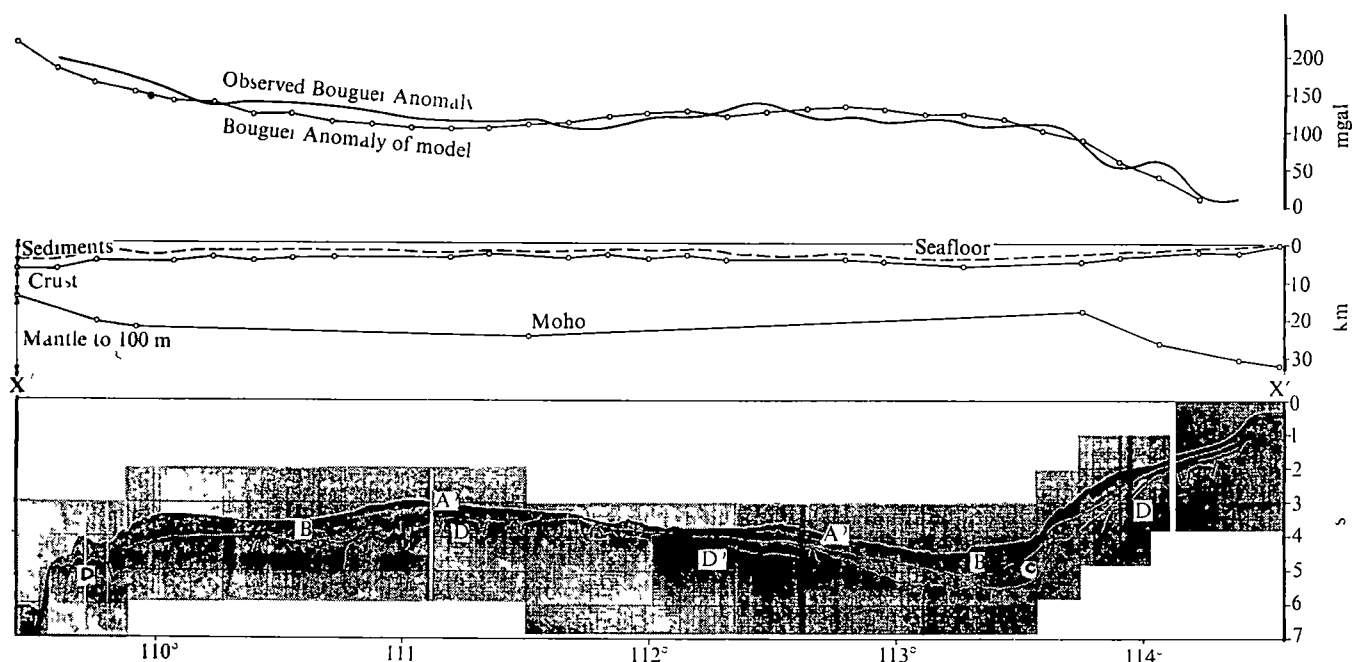 200
Observed Bouguer Anomaly
150
Bouguer Anomaly of model
100
mgal
50
0
Sediments
Seafloor
0
Crust
10
Moho
20
km
Mantle to 100 m
30
X'
X'
0
1
2
A'
3
D
B
A'
4
s
D
D'
B
C
5
D
6
7
110°
111
112°
113°
114°